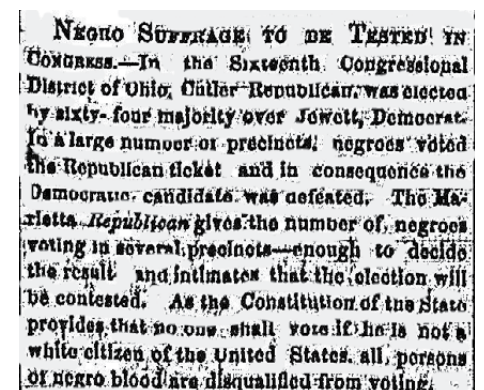 NEGRO SUFFRAGE TO BE TESTED IN
CONGRESS.—In the Sixteenth Congressional
District of Ohio, Cutler Republican, was elected
by sixty-four majority over Jewett, Democrat.
In a large number of precincts, negroes voted
the Republican ticket and in consequence the
Democratic candidate was defeated. The Ma-
rietta Republican gives the number of negroes
voting in several precincts—enough to decide
the result and intimates that the election will
be contested. As the Constitution of the State
provides that no one shall vote if he is not a
white citizen of the United States, all persons
of negro blood are disqualified from voting.